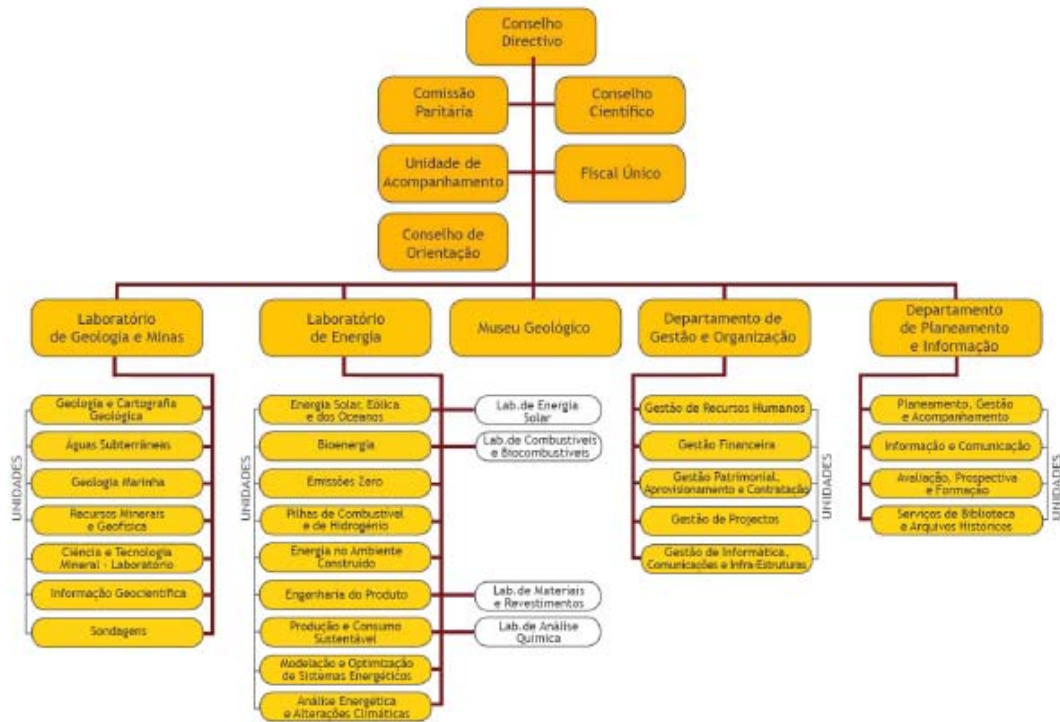 Conselho
Directivo
Comissão
Paritária
Conselho
Científico
Unidade de
Acompanhamento
Fiscal Único
Conselho de
Orientação
Laboratório
de Geologia e Minas
Laboratório
de Energia
Museu Geológico
Departamento de
Gestão e Organização
Departamento
de Planeamento
e Informação
UNIDADES
Geologia e Cartografia
Geológica
Águas Subterrâneas
Geologia Marinha
Recursos Minerais
e Geofísica
Ciência e Tecnologia
Mineral - Laboratório
Informação Geocientífica
Sondagens
UNIDADES
Energia Solar, Eólica
e dos Oceanos
Bioenergia
Emissões Zero
Pilhas de Combustível
e de Hidrogénio
Energia no Ambiente
Construído
Engenharia do Produto
Produção e Consumo
Sustentável
Modelação e Optimização
de Sistemas Energéticos
Análise Energética
e Alterações Climáticas
Lab.de Energia
Solar
Lab.de Combustíveis
e Biocombustíveis
Lab.de Materiais
e Revestimentos
Lab.de Análise
Química
Gestão de Recursos Humanos
Gestão Financeira
Gestão Patrimonial,
Aprovisionamento e Contratação
Gestão de Projectos
Gestão de Informática,
Comunicações e Infra-Estruturas
UNIDADES
Planeamento, Gestão
e Acompanhamento
Informação e Comunicação
Avaliação, Prospectiva
e Formação
Serviços de Biblioteca
e Arquivos Históricos
UNIDADES